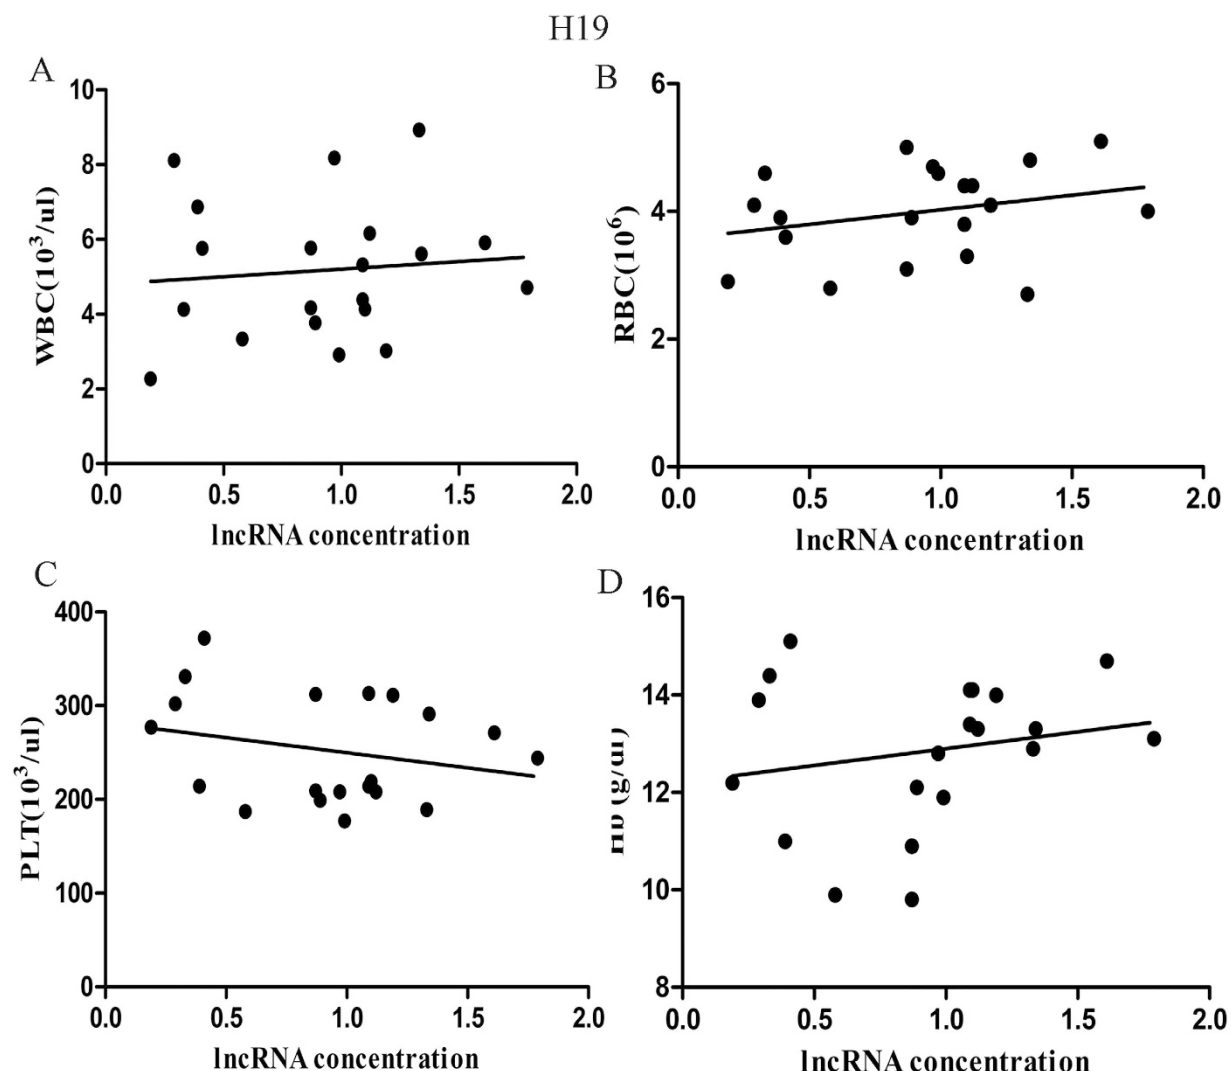 H19
A
10
8
6
4
2
0
0.0 0.5 1.0 1.5 2.0
WBC(10³/ul)
lncRNA concentration
B
6
4
2
0
0.0 0.5 1.0 1.5 2.0
RBC(10⁶)
lncRNA concentration
C
400
300
200
100
0
0.0 0.5 1.0 1.5 2.0
PLT(10³/ul)
lncRNA concentration
D
16
14
12
10
8
0.0 0.5 1.0 1.5 2.0
Hb (g/dl)
lncRNA concentration